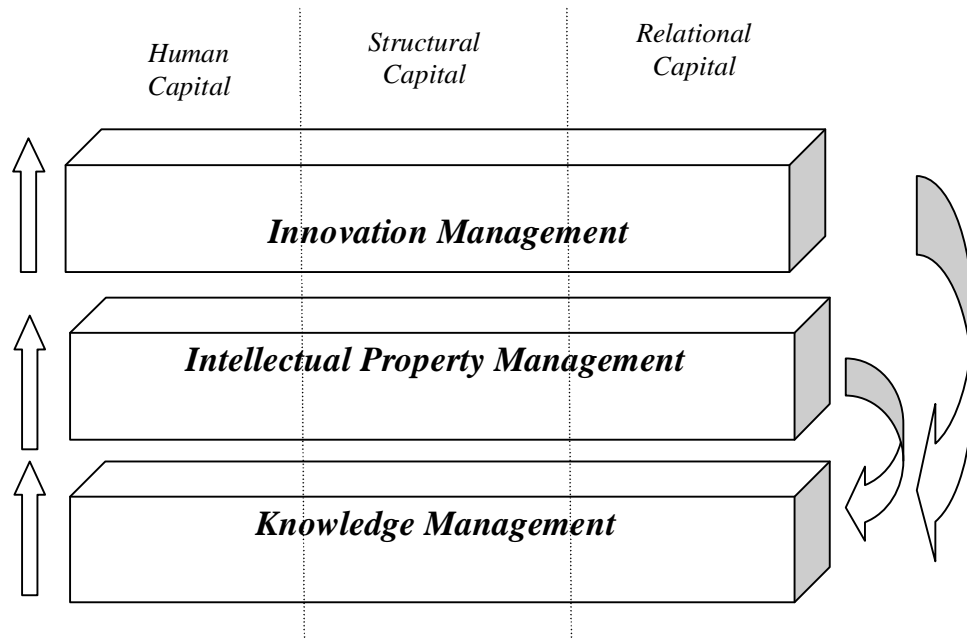 Human
Capital
Structural
Capital
Relational
Capital
Innovation Management
Intellectual Property Management
Knowledge Management